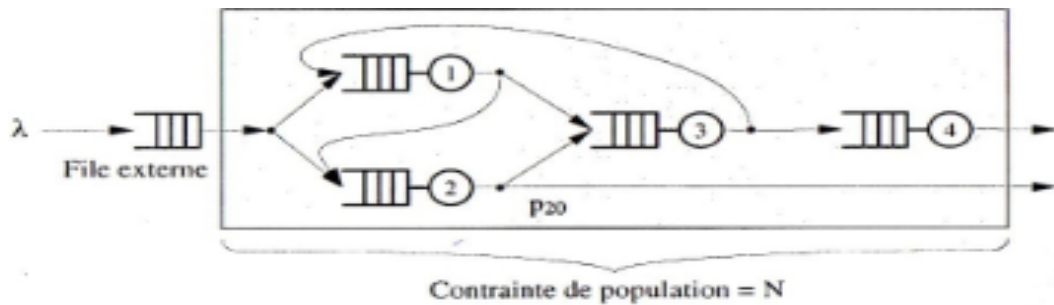 1
λ
3
4
File externe
2
p20
Contrainte de population = N